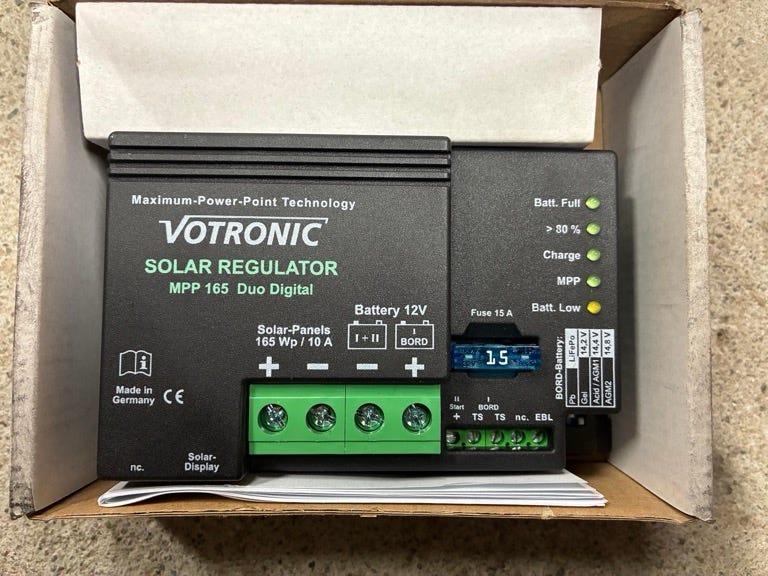 Maximum-Power-Point Technology
VOTRONIC
SOLAR REGULATOR
MPP 165 Duo Digital
Battery 12V
Solar-Panels
165 Wp / 10 A
I + II
I
BORD
+ − − +
Made in
Germany
CE
nc.
Solar-
Display
Batt. Full
> 80 %
Charge
MPP
Batt. Low
Fuse 15 A
15
BORD-Battery:
Pb LiFePo
Gel 14,2 V
Acid / AGM1 14,4 V
AGM2 14,8 V
II I
Start BORD
+ TS TS nc. EBL